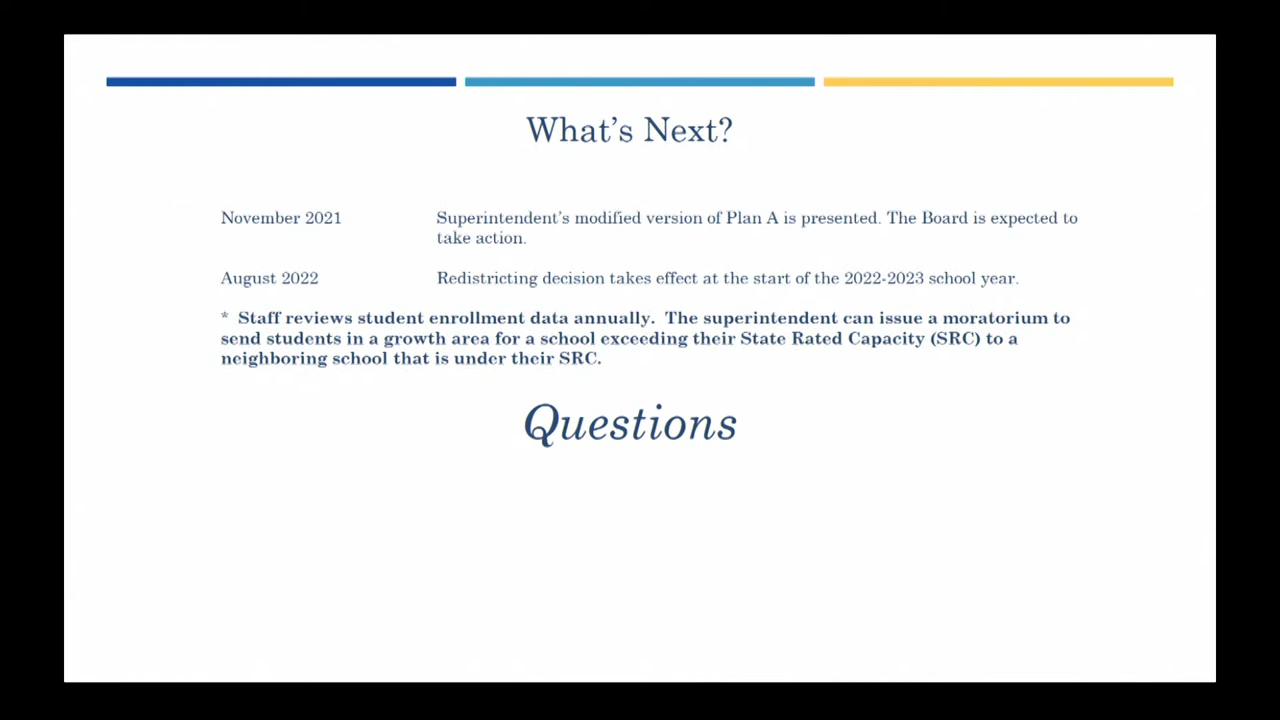 What's Next?
November 2021 Superintendent's modified version of Plan A is presented. The Board is expected to
take action.
August 2022 Redistricting decision takes effect at the start of the 2022-2023 school year.
* Staff reviews student enrollment data annually. The superintendent can issue a moratorium to
send students in a growth area for a school exceeding their State Rated Capacity (SRC) to a
neighboring school that is under their SRC.
Questions